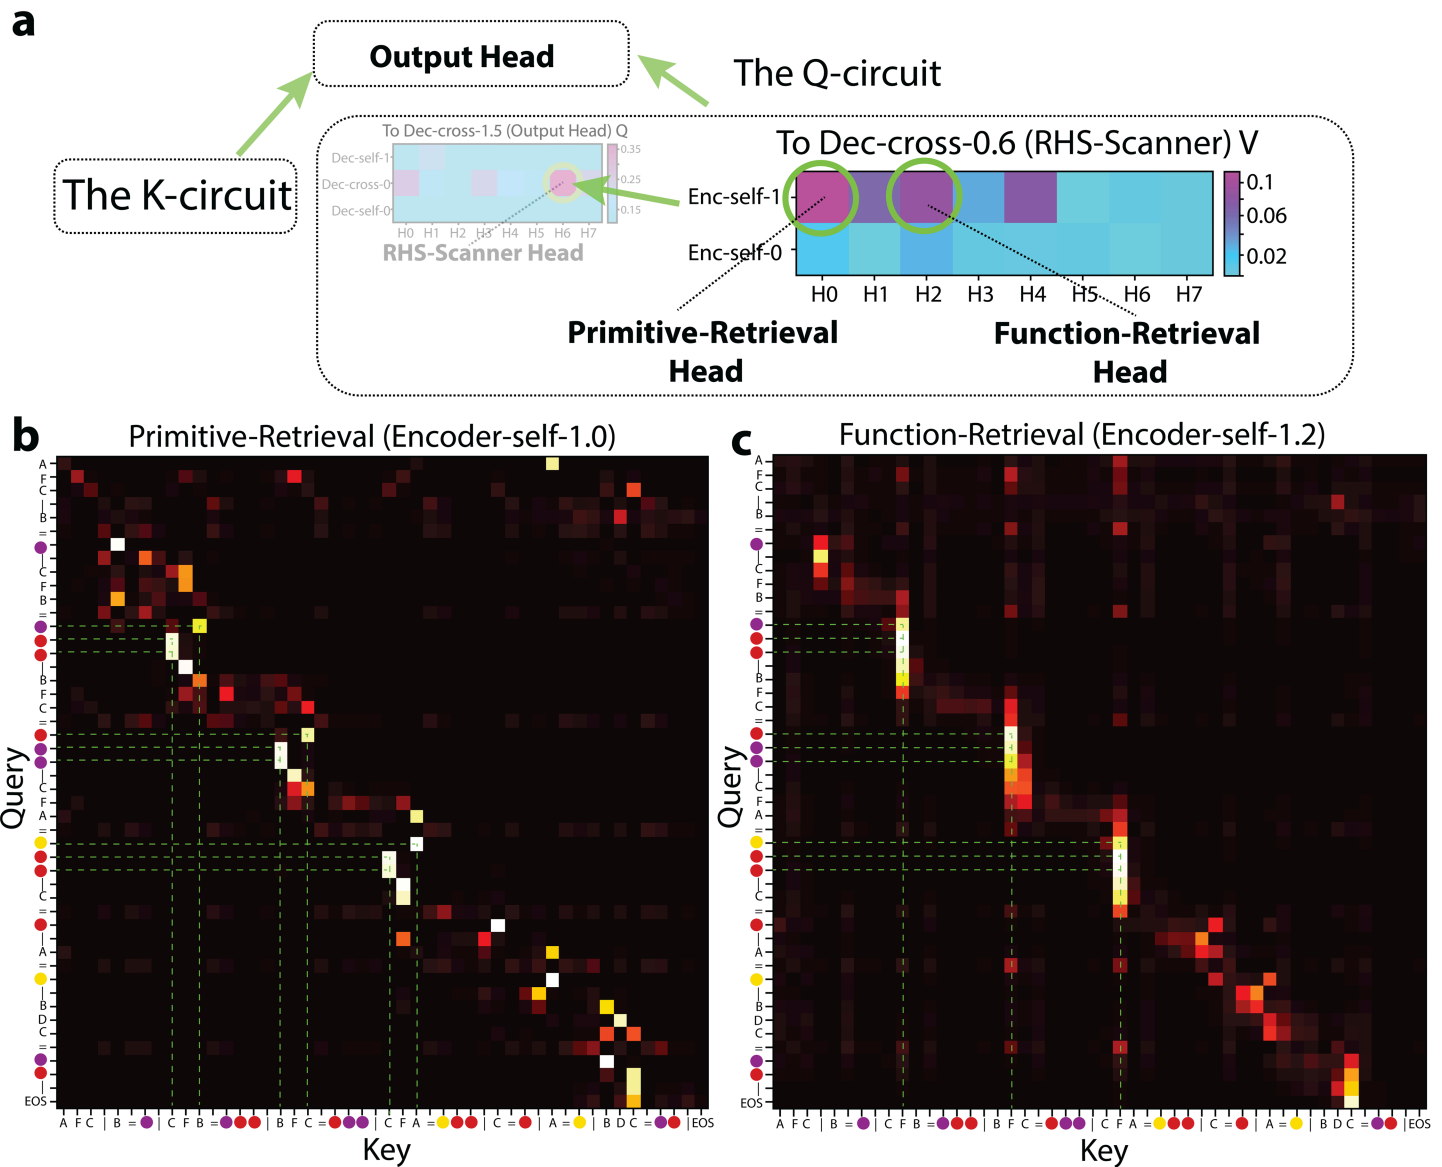 a
Output Head
The Q-circuit
The K-circuit
To Dec-cross-1.5 (Output Head) Q
Dec-self-1
Dec-cross-0
Dec-self-0
H0 H1 H2 H3 H4 H5 H6 H7
0.35
0.25
0.15
RHS-Scanner Head
To Dec-cross-0.6 (RHS-Scanner) V
Enc-self-1
Enc-self-0
H0 H1 H2 H3 H4 H5 H6 H7
0.1
0.06
0.02
Primitive-Retrieval
Head
Function-Retrieval
Head
b
Primitive-Retrieval (Encoder-self-1.0)
Query
A
F
C
|
B
=
|
C
F
B
=
|
B
F
C
=
|
C
F
A
=
|
C
=
|
A
=
|
B
D
C
=
|
EOS
A F C | B = | C F B = | B F C = | C F A = | C = | A = | B D C = | EOS
Key
c
Function-Retrieval (Encoder-self-1.2)
Query
A
F
C
|
B
=
|
C
F
B
=
|
B
F
C
=
|
C
F
A
=
|
C
=
|
A
=
|
B
D
C
=
|
EOS
A F C | B = | C F B = | B F C = | C F A = | C = | A = | B D C = | EOS
Key